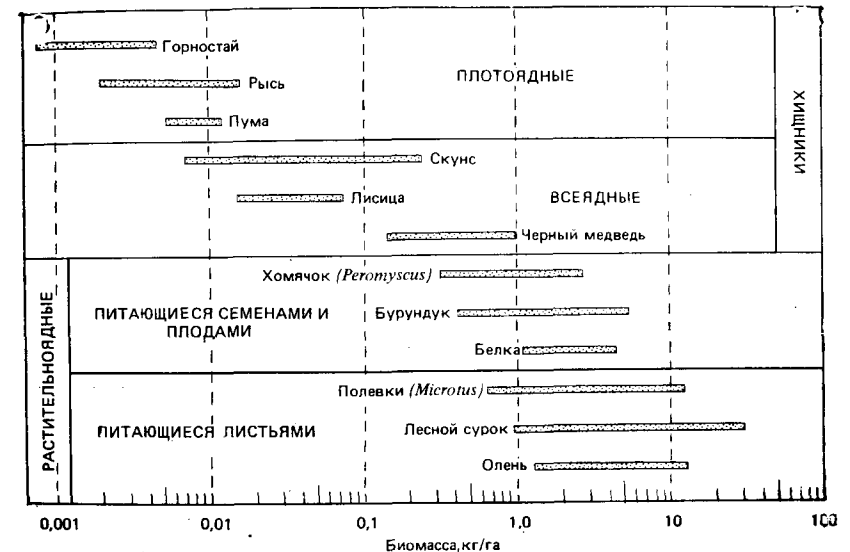 Горностай
Рысь
ПЛОТОЯДНЫЕ
Пума
ХИЩНИКИ
Скунс
Лисица
ВСЕЯДНЫЕ
Черный медведь
РАСТИТЕЛЬНОЯДНЫЕ
Хомячок (Peromyscus)
ПИТАЮЩИЕСЯ СЕМЕНАМИ И
ПЛОДАМИ
Бурундук
Белка
Полевки (Microtus)
ПИТАЮЩИЕСЯ ЛИСТЬЯМИ
Лесной сурок
Олень
0,001 0,01 0,1 1,0 10 100
Биомасса, кг/га